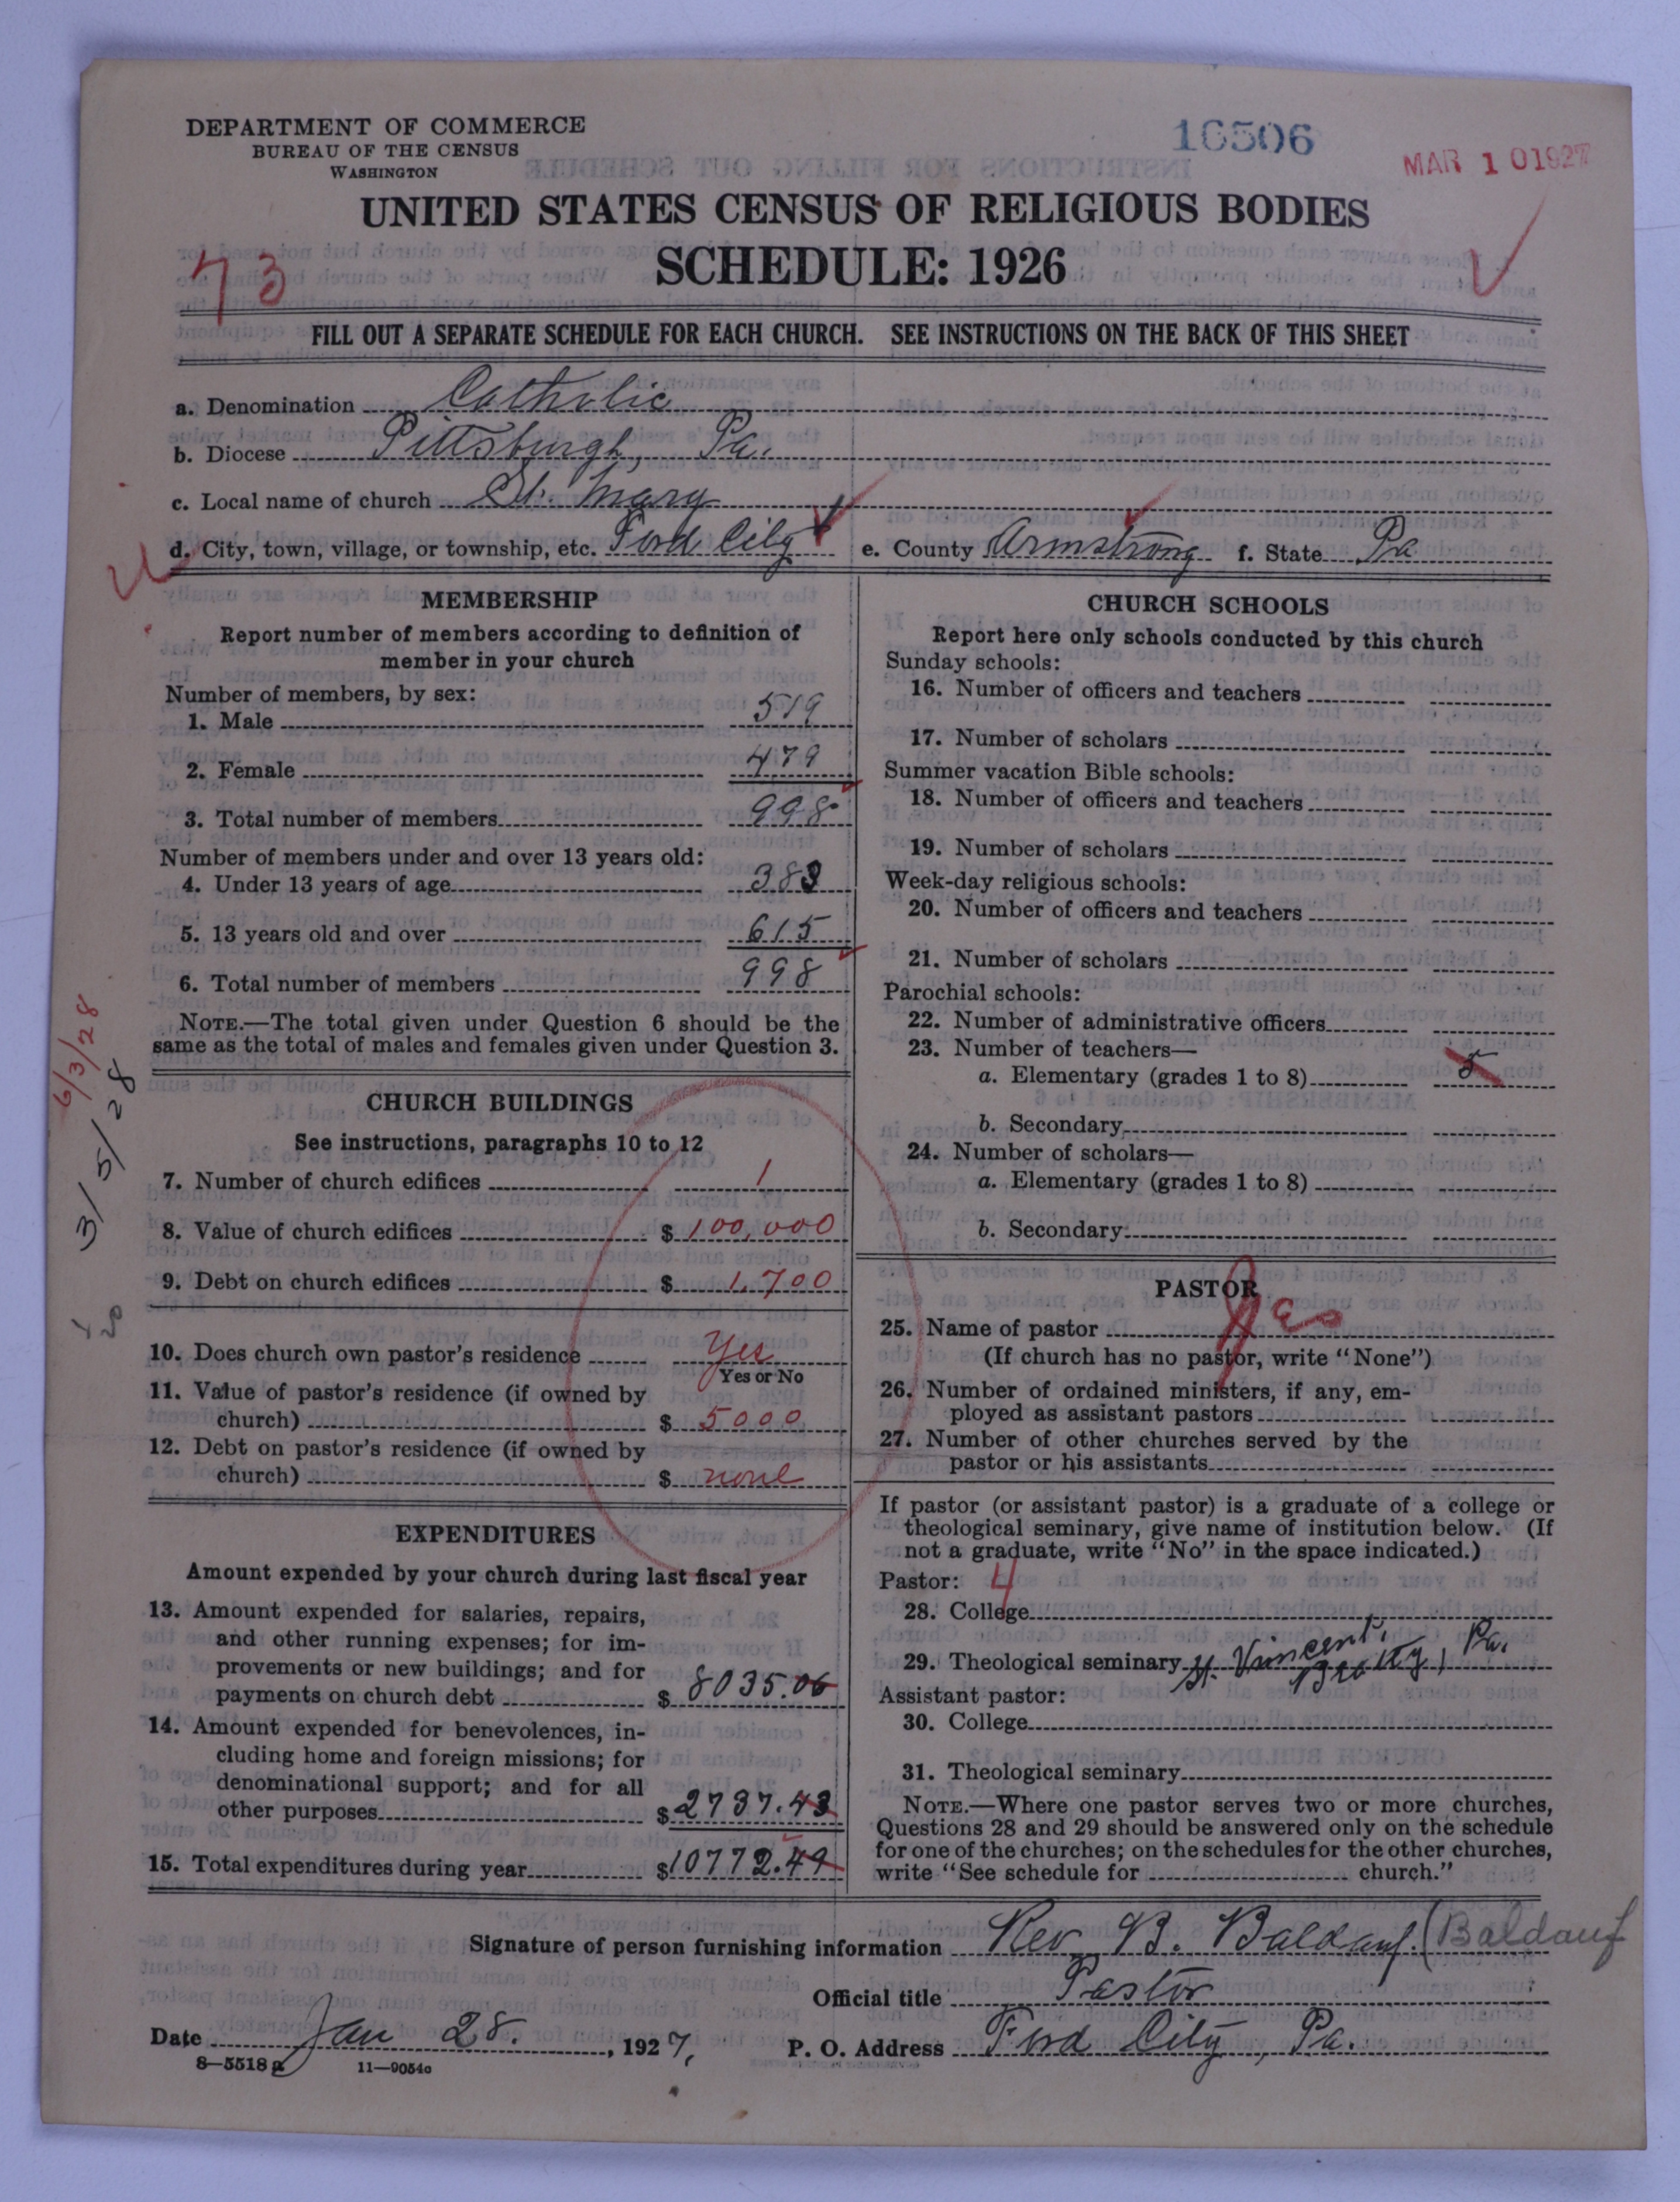 DEPARTMENT OF COMMERCE
BUREAU OF THE CENSUS
WASHINGTON
16506
MAR 10 1927
UNITED STATES CENSUS OF RELIGIOUS BODIES
SCHEDULE: 1926
73
FILL OUT A SEPARATE SCHEDULE FOR EACH CHURCH. SEE INSTRUCTIONS ON THE BACK OF THIS SHEET
a. Denomination Catholic
b. Diocese Pittsburgh, Pa.
c. Local name of church St. Mary
d. City, town, village, or township, etc. Ford City e. County Armstrong f. State Pa
MEMBERSHIP
Report number of members according to definition of
member in your church
Number of members, by sex:
1. Male 519
2. Female 479
3. Total number of members 998
Number of members under and over 13 years old:
4. Under 13 years of age 383
5. 13 years old and over 615
6. Total number of members 998
NOTE.—The total given under Question 6 should be the
same as the total of males and females given under Question 3.
6/3/28
3/5/28
CHURCH BUILDINGS
See instructions, paragraphs 10 to 12
7. Number of church edifices 1
8. Value of church edifices $ 100,000
9. Debt on church edifices $ 1,700
10. Does church own pastor's residence Yes
Yes or No
11. Value of pastor's residence (if owned by
church) $ 5000
12. Debt on pastor's residence (if owned by
church) $ none
EXPENDITURES
Amount expended by your church during last fiscal year
13. Amount expended for salaries, repairs,
and other running expenses; for im-
provements or new buildings; and for
payments on church debt $ 8035.06
14. Amount expended for benevolences, in-
cluding home and foreign missions; for
denominational support; and for all
other purposes $ 2737.43
15. Total expenditures during year $ 10772.49
CHURCH SCHOOLS
Report here only schools conducted by this church
Sunday schools:
16. Number of officers and teachers
17. Number of scholars
Summer vacation Bible schools:
18. Number of officers and teachers
19. Number of scholars
Week-day religious schools:
20. Number of officers and teachers
21. Number of scholars
Parochial schools:
22. Number of administrative officers
23. Number of teachers—
a. Elementary (grades 1 to 8) 5
b. Secondary
24. Number of scholars—
a. Elementary (grades 1 to 8)
b. Secondary
PASTOR
25. Name of pastor Yes
(If church has no pastor, write "None")
26. Number of ordained ministers, if any, em-
ployed as assistant pastors
27. Number of other churches served by the
pastor or his assistants
If pastor (or assistant pastor) is a graduate of a college or
theological seminary, give name of institution below. (If
not a graduate, write "No" in the space indicated.)
Pastor: 4
28. College
29. Theological seminary St. Vincent, Pa.
Assistant pastor:
30. College
31. Theological seminary
NOTE.—Where one pastor serves two or more churches,
Questions 28 and 29 should be answered only on the schedule
for one of the churches; on the schedules for the other churches,
write "See schedule for church."
Signature of person furnishing information Rev. B. Baldauf. (Baldauf
Official title Pastor
Date Jan 28., 1927, P. O. Address Ford City, Pa.
8—5518 g 11—9054c